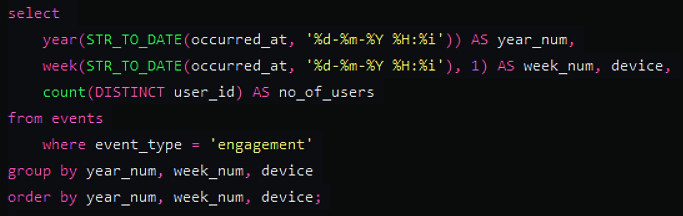 select
year(STR_TO_DATE(occurred_at, '%d-%m-%Y %H:%i')) AS year_num,
week(STR_TO_DATE(occurred_at, '%d-%m-%Y %H:%i'), 1) AS week_num, device,
count(DISTINCT user_id) AS no_of_users
from events
where event_type = 'engagement'
group by year_num, week_num, device
order by year_num, week_num, device;